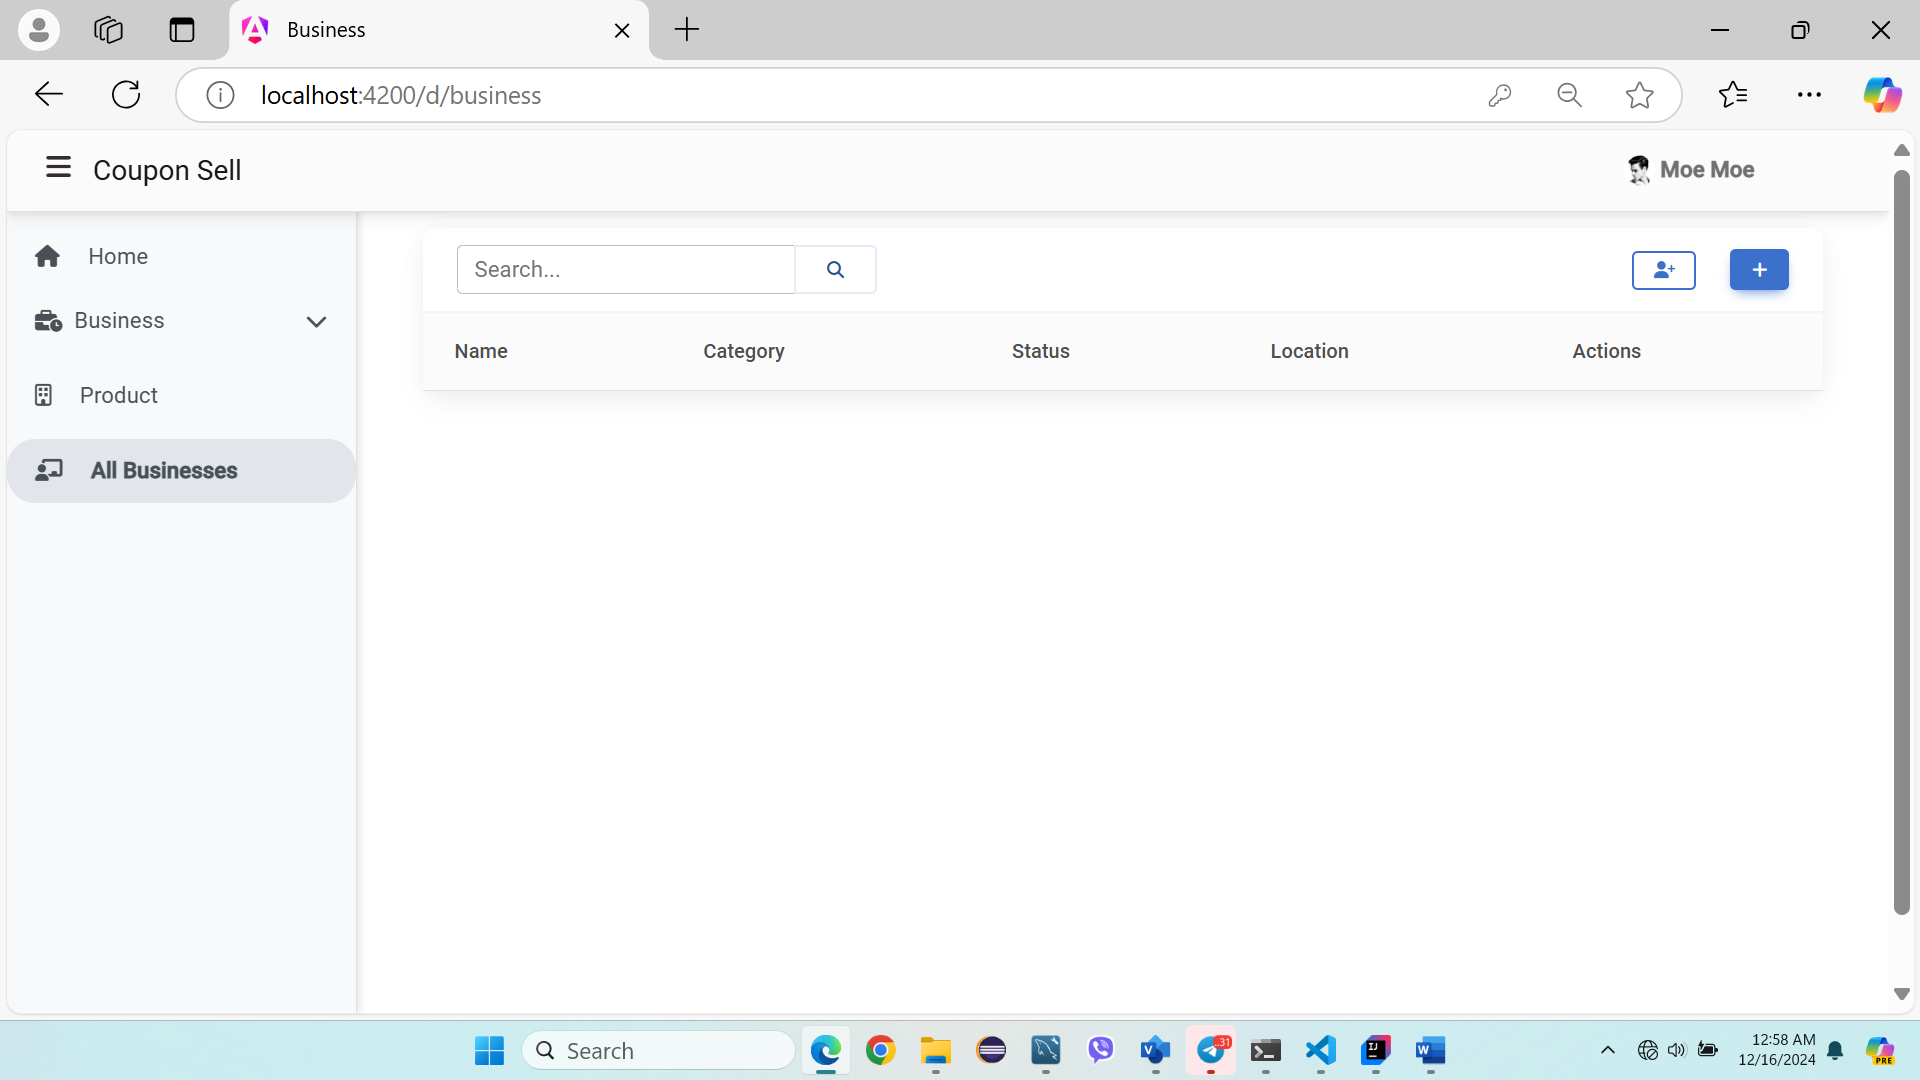 Business
localhost:4200/d/business
Coupon Sell
Moe Moe
Home
Business
Product
All Businesses
Search...
Name Category Status Location Actions
Search
.31
12:58 AM
12/16/2024
PRE